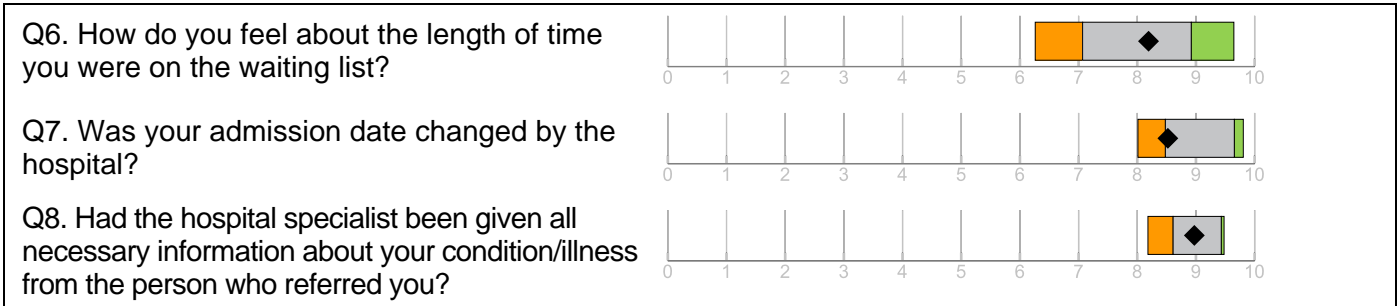 Q6. How do you feel about the length of time
you were on the waiting list?
0 1 2 3 4 5 6 7 8 9 10
Q7. Was your admission date changed by the
hospital?
0 1 2 3 4 5 6 7 8 9 10
Q8. Had the hospital specialist been given all
necessary information about your condition/illness
from the person who referred you?
0 1 2 3 4 5 6 7 8 9 10